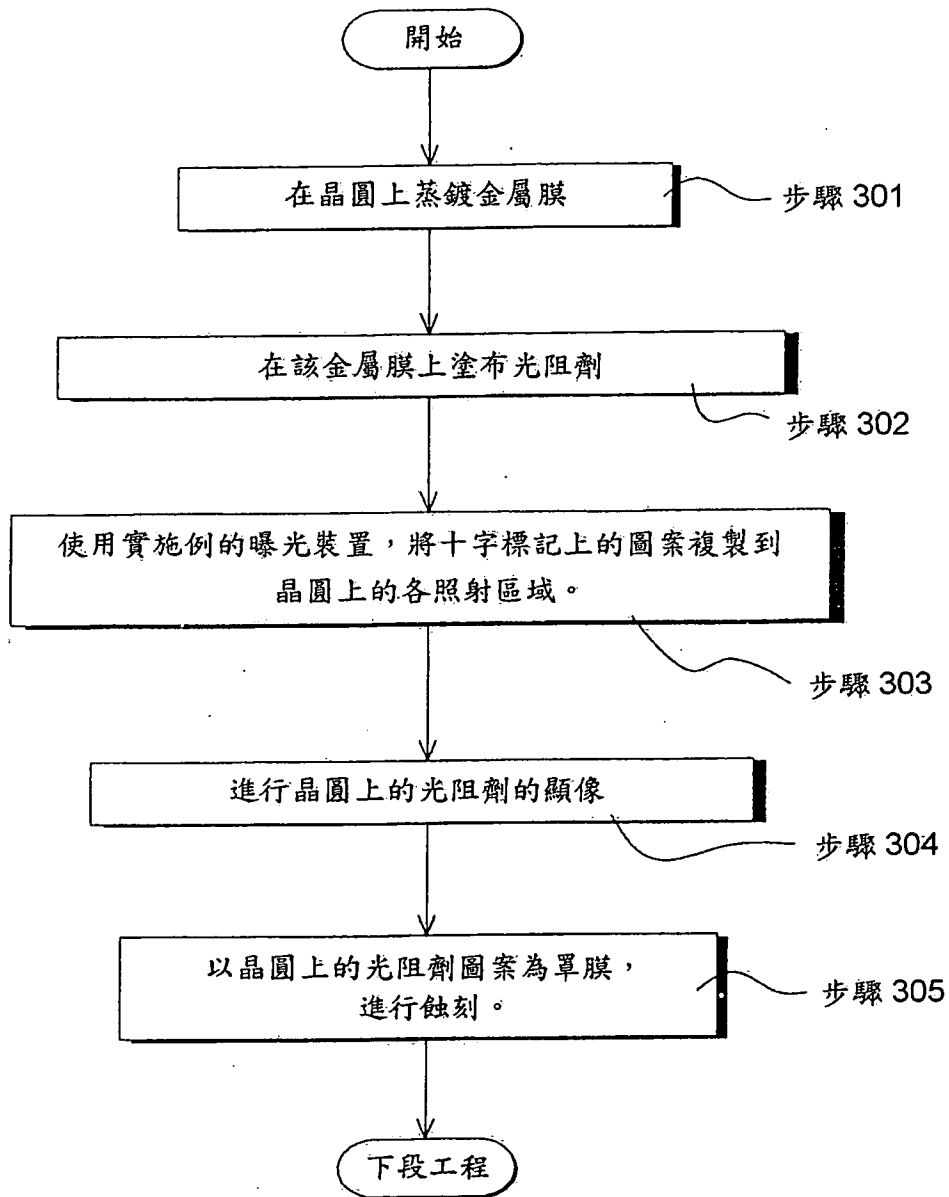 開始
在晶圓上蒸鍍金屬膜
步驟 301
在該金屬膜上塗布光阻劑
步驟 302
使用實施例的曝光裝置，將十字標記上的圖案複製到
晶圓上的各照射區域。
步驟 303
進行晶圓上的光阻劑的顯像
步驟 304
以晶圓上的光阻劑圖案為罩膜，
進行蝕刻。
步驟 305
下段工程